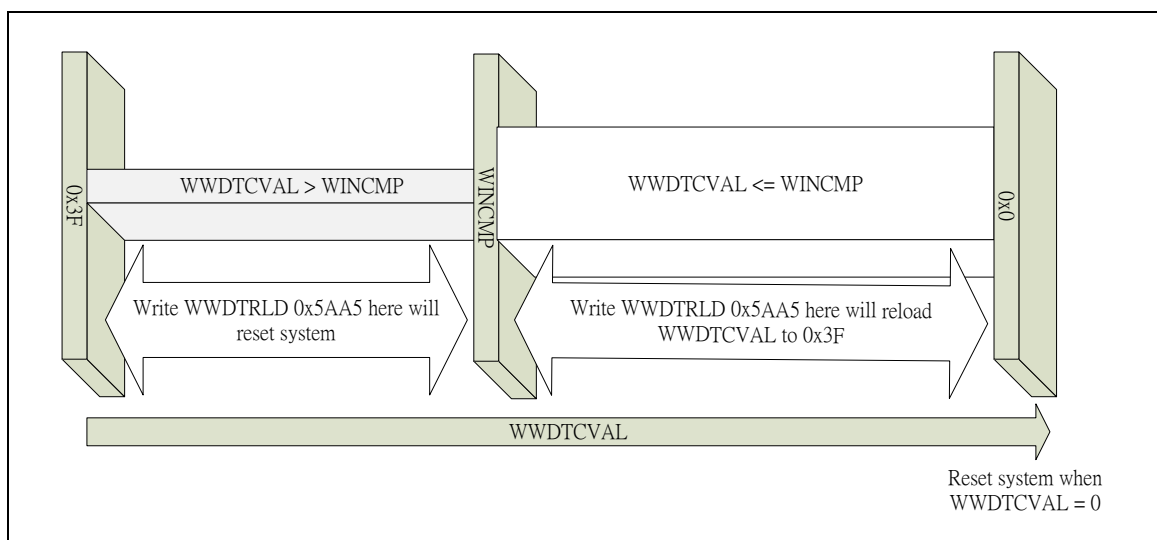 0x3F
WWDTCVAL > WINCMP
WINCMP
WWDTCVAL <= WINCMP
0x0
Write WWDTRLD 0x5AA5 here will
reset system
Write WWDTRLD 0x5AA5 here will reload
WWDTCVAL to 0x3F
WWDTCVAL
Reset system when
WWDTCVAL = 0